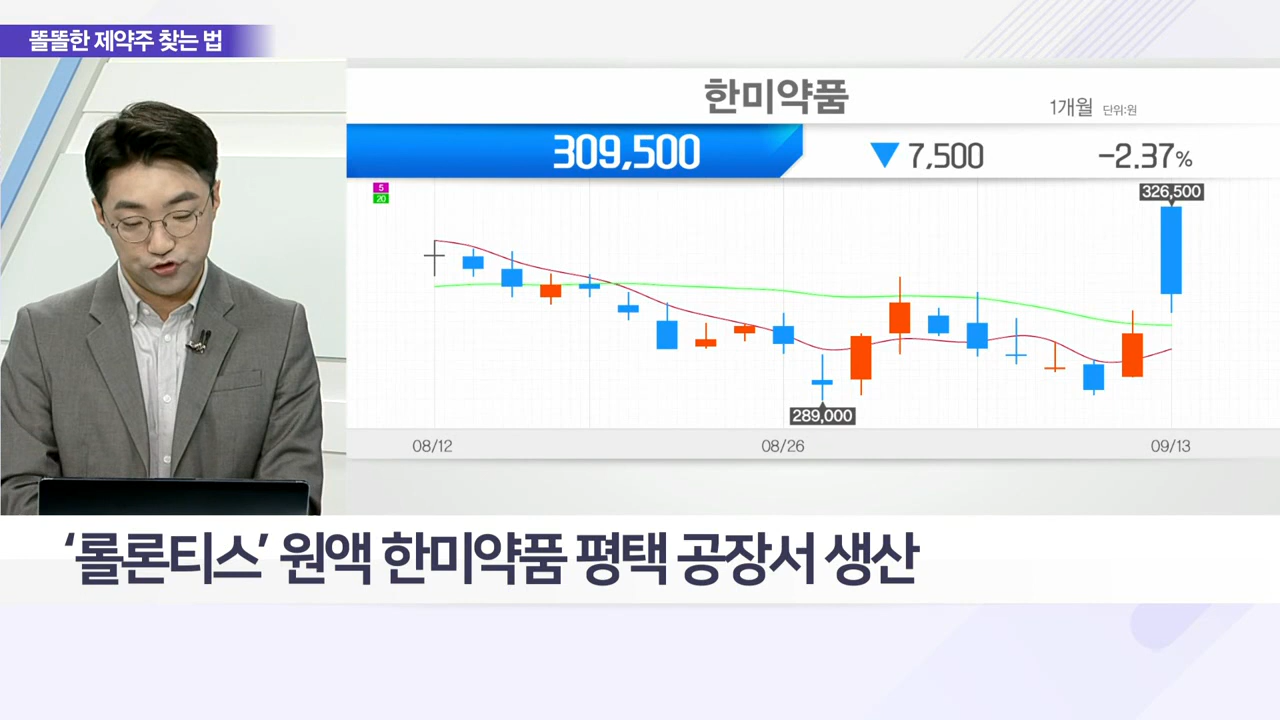 똘똘한 제약주 찾는 법
한미약품
1개월 단위:원
309,500 ▼ 7,500 -2.37%
5
20
326,500
289,000
08/12 08/26 09/13
‘롤론티스’ 원액 한미약품 평택 공장서 생산